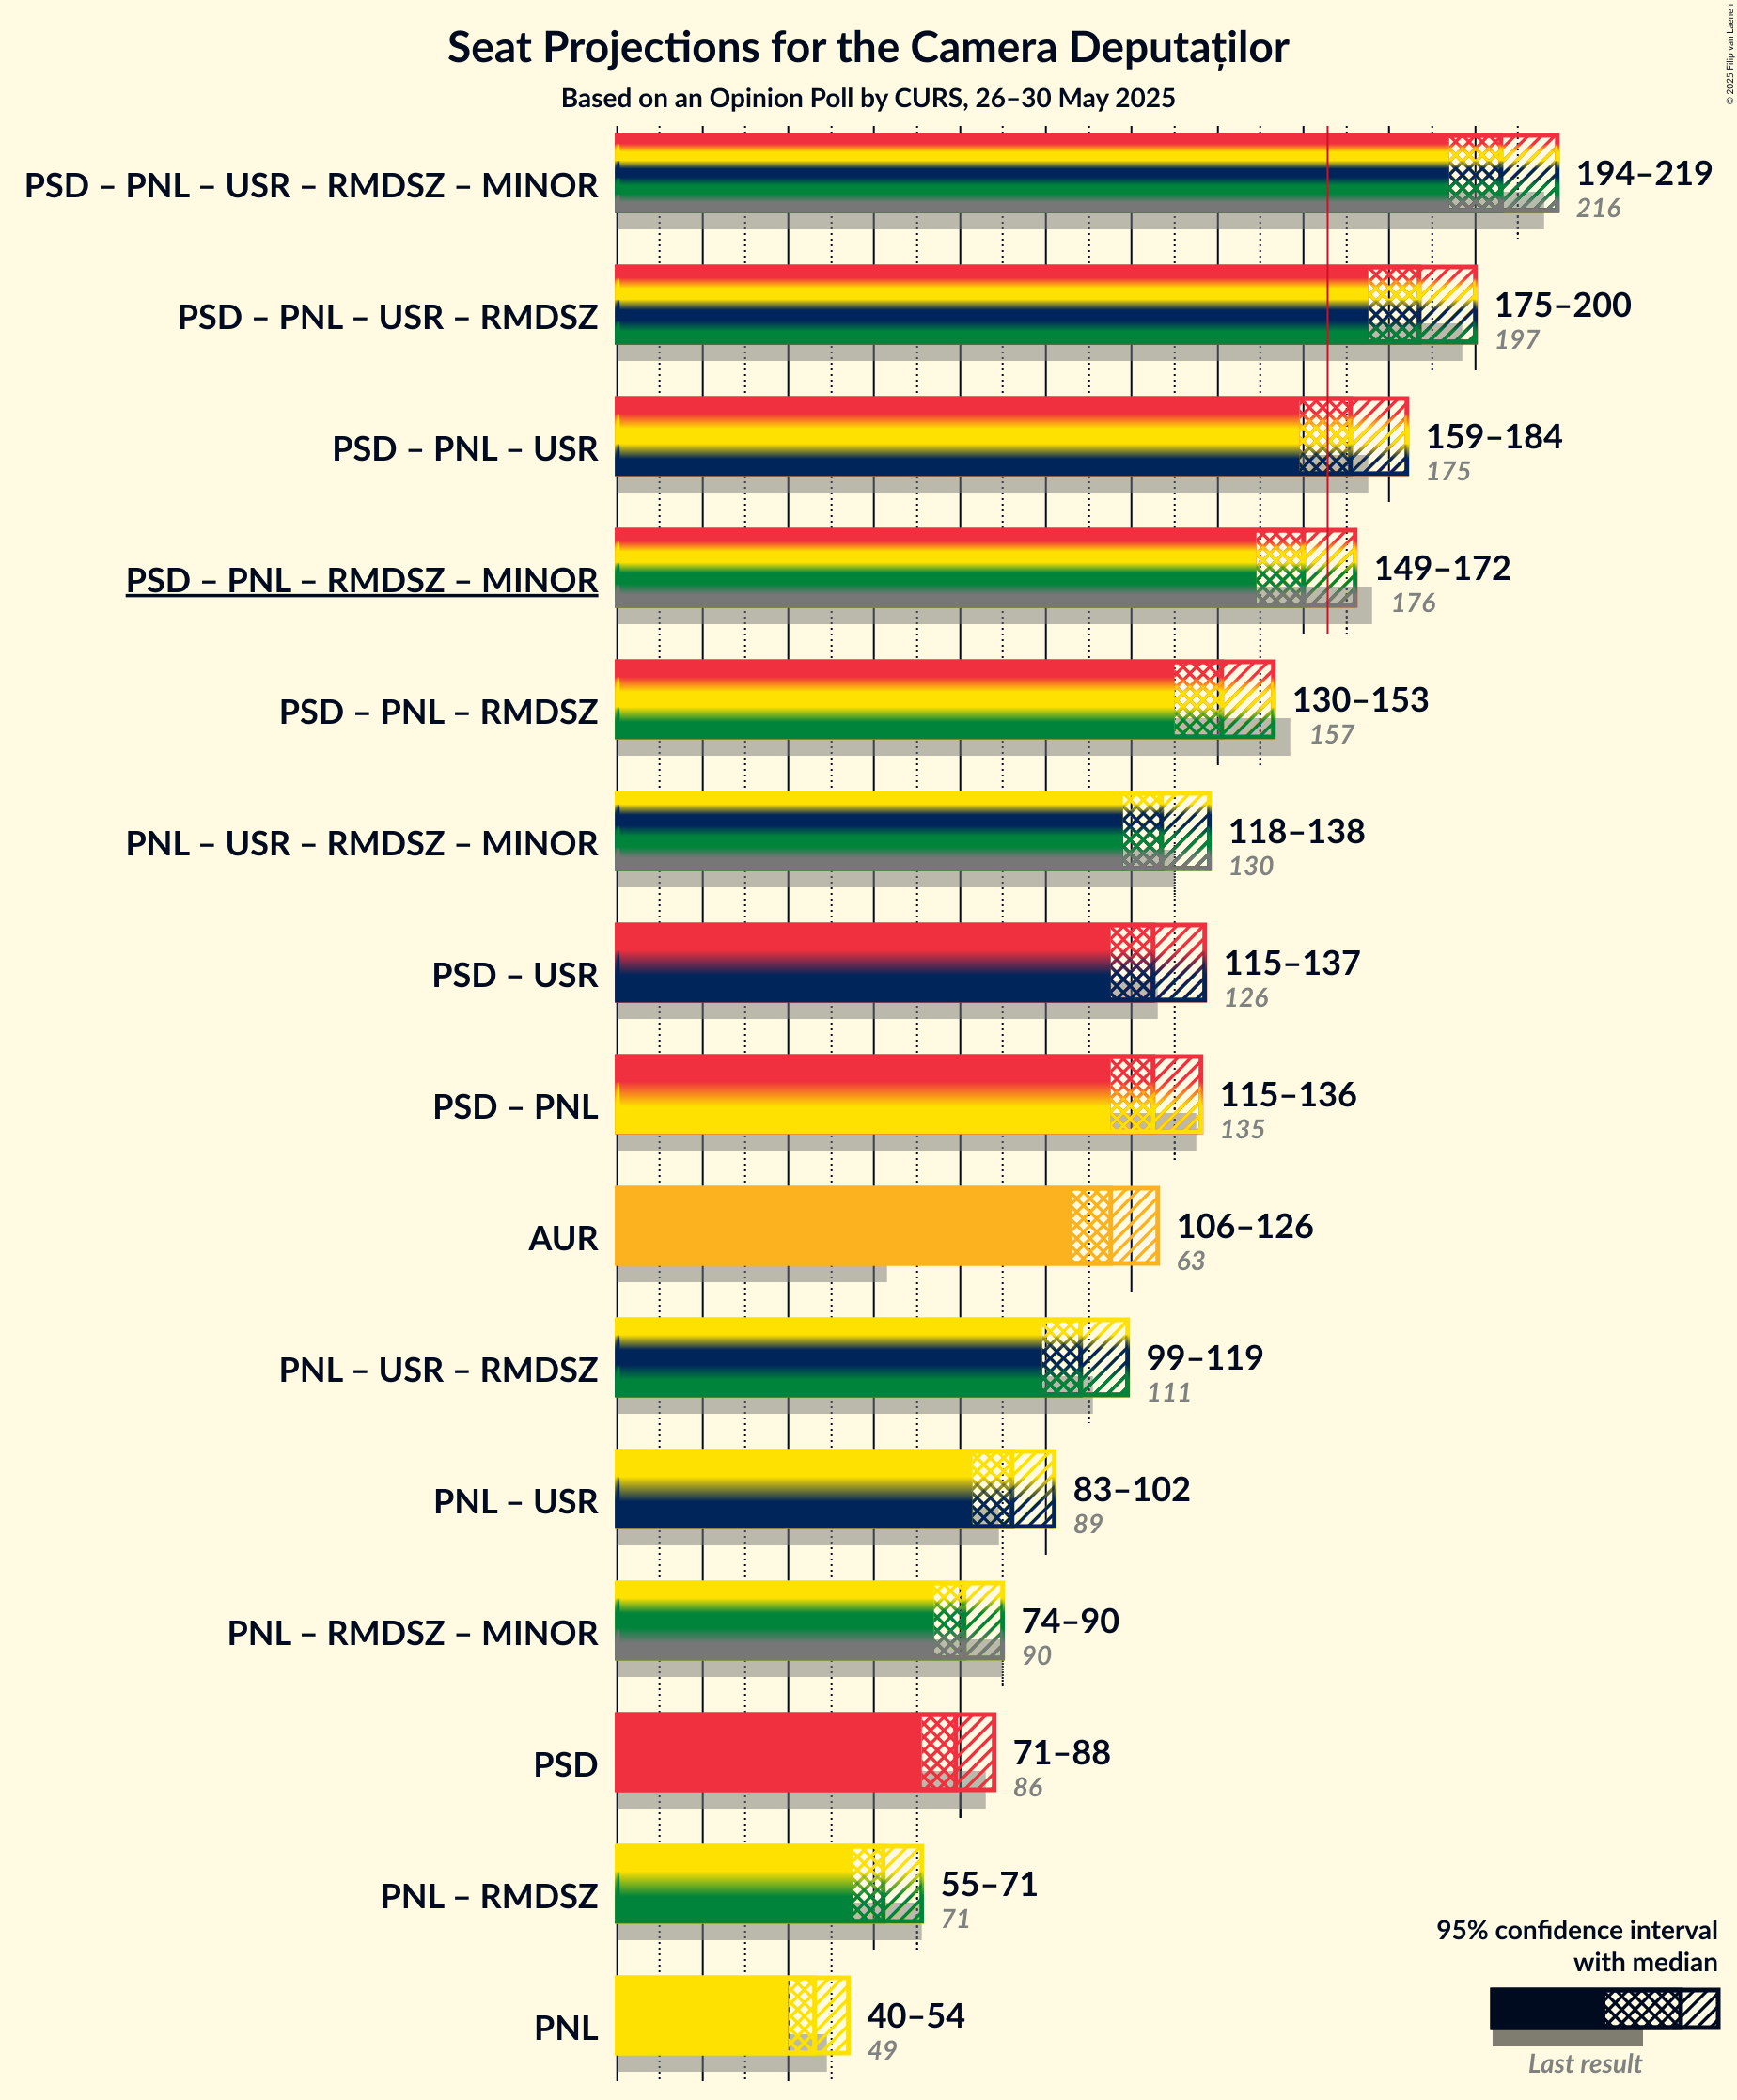 Seat Projections for the Camera Deputaților
Based on an Opinion Poll by CURS, 26–30 May 2025
© 2025 Filip van Laenen
PSD – PNL – USR – RMDSZ – MINOR
194–219
216
PSD – PNL – USR – RMDSZ
175–200
197
PSD – PNL – USR
159–184
175
PSD – PNL – RMDSZ – MINOR
149–172
176
PSD – PNL – RMDSZ
130–153
157
PNL – USR – RMDSZ – MINOR
118–138
130
PSD – USR
115–137
126
PSD – PNL
115–136
135
AUR
106–126
63
PNL – USR – RMDSZ
99–119
111
PNL – USR
83–102
89
PNL – RMDSZ – MINOR
74–90
90
PSD
71–88
86
PNL – RMDSZ
55–71
71
PNL
40–54
49
95% confidence interval
with median
Last result